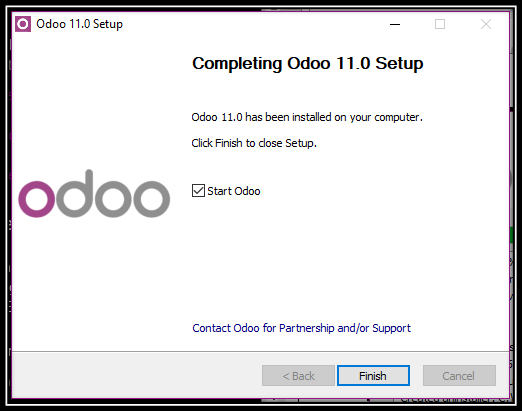 Odoo 11.0 Setup
Completing Odoo 11.0 Setup
Odoo 11.0 has been installed on your computer.
Click Finish to close Setup.
odoo
Start Odoo
Contact Odoo for Partnership and/or Support
< Back
Finish
Cancel